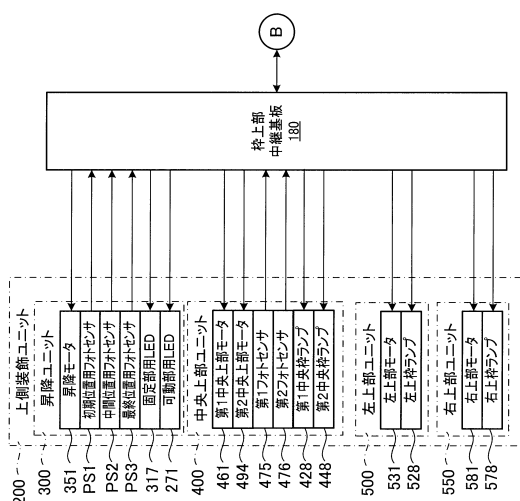 B
枠上部
中継基板
180
200
上側装飾ユニット
300
昇降ユニット
351
昇降モータ
PS1
初期位置用フォトセンサ
PS2
中間位置用フォトセンサ
PS3
最終位置用フォトセンサ
317
固定部用LED
271
可動部用LED
400
中央上部ユニット
461
第1中央上部モータ
494
第2中央上部モータ
475
第1フォトセンサ
476
第2フォトセンサ
428
第1中央枠ランプ
448
第2中央枠ランプ
500
左上部ユニット
531
左上部モータ
528
左上枠ランプ
550
右上部ユニット
581
右上部モータ
578
右上枠ランプ